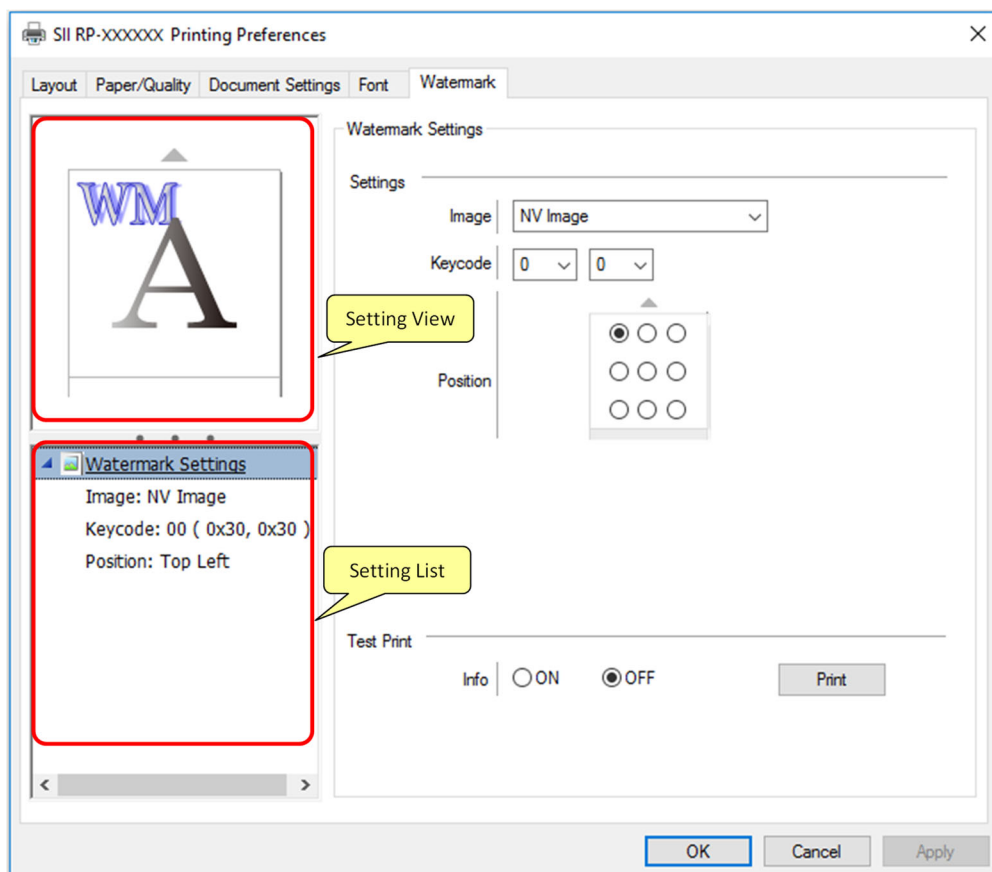 SII RP-XXXXXX Printing Preferences
Layout Paper/Quality Document Settings Font Watermark
WM
A
Setting View
Watermark Settings
Image: NV Image
Keycode: 00 ( 0x30, 0x30 )
Position: Top Left
Setting List
Watermark Settings
Settings
Image NV Image
Keycode 0 0
Position
Test Print
Info ON OFF Print
OK Cancel Apply